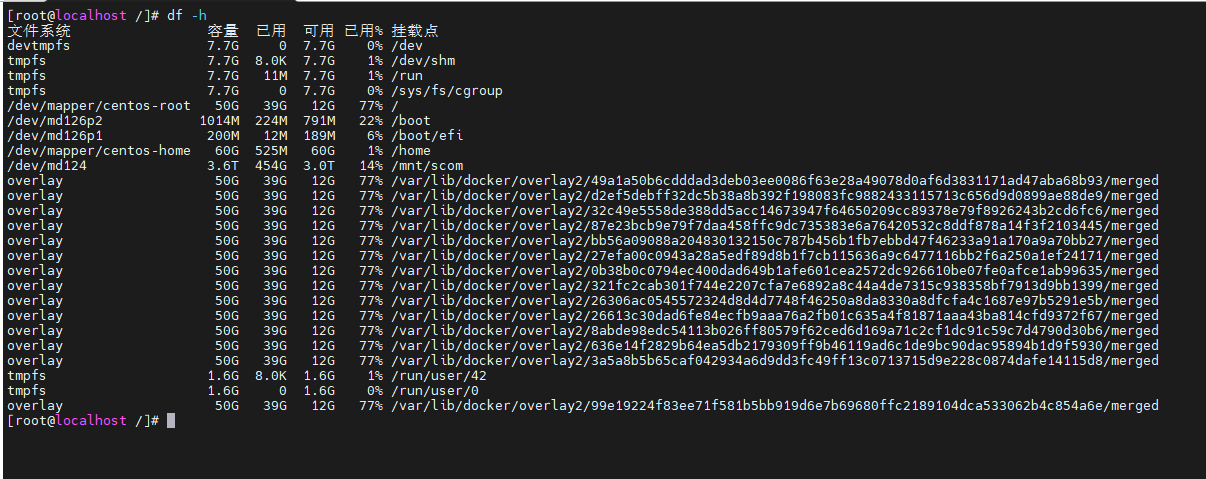 [root@localhost /]# df -h
文件系统 容量 已用 可用 已用% 挂载点
devtmpfs 7.7G 0 7.7G 0% /dev
tmpfs 7.7G 8.0K 7.7G 1% /dev/shm
tmpfs 7.7G 11M 7.7G 1% /run
tmpfs 7.7G 0 7.7G 0% /sys/fs/cgroup
/dev/mapper/centos-root 50G 39G 12G 77% /
/dev/md126p2 1014M 224M 791M 22% /boot
/dev/md126p1 200M 12M 189M 6% /boot/efi
/dev/mapper/centos-home 60G 525M 60G 1% /home
/dev/md124 3.6T 454G 3.0T 14% /mnt/scom
overlay 50G 39G 12G 77% /var/lib/docker/overlay2/49a1a50b6cdddad3deb03ee0086f63e28a49078d0af6d3831171ad47aba68b93/merged
overlay 50G 39G 12G 77% /var/lib/docker/overlay2/d2ef5debff32dc5b38a8b392f198083fc9882433115713c656d9d0899ae88de9/merged
overlay 50G 39G 12G 77% /var/lib/docker/overlay2/32c49e5558de388dd5acc14673947f64650209cc89378e79f8926243b2cd6fc6/merged
overlay 50G 39G 12G 77% /var/lib/docker/overlay2/87e23bcb9e79f7daa458ffc9dc735383e6a76420532c8ddf878a14f3f2103445/merged
overlay 50G 39G 12G 77% /var/lib/docker/overlay2/bb56a09088a204830132150c787b456b1fb7ebbd47f46233a91a170a9a70bb27/merged
overlay 50G 39G 12G 77% /var/lib/docker/overlay2/27efa00c0943a28a5edf89d8b1f7cb115636a9c6477116bb2f6a250a1ef24171/merged
overlay 50G 39G 12G 77% /var/lib/docker/overlay2/0b38b0c0794ec400dad649b1afe601cea2572dc926610be07fe0afce1ab99635/merged
overlay 50G 39G 12G 77% /var/lib/docker/overlay2/321fc2cab301f744e2207cfa7e6892a8c44a4de7315c938358bf7913d9bb1399/merged
overlay 50G 39G 12G 77% /var/lib/docker/overlay2/26306ac0545572324d8d4d7748f46250a8da8330a8dfcfa4c1687e97b5291e5b/merged
overlay 50G 39G 12G 77% /var/lib/docker/overlay2/26613c30dad6fe84ecfb9aaa76a2fb01c635a4f81871aaa43ba814cfd9372f67/merged
overlay 50G 39G 12G 77% /var/lib/docker/overlay2/8abde98edc54113b026ff80579f62ced6d169a71c2cf1dc91c59c7d4790d30b6/merged
overlay 50G 39G 12G 77% /var/lib/docker/overlay2/636e14f2829b64ea5db2179309ff9b46119ad6c1de9bc90dac95894b1d9f5930/merged
overlay 50G 39G 12G 77% /var/lib/docker/overlay2/3a5a8b5b65caf042934a6d9dd3fc49ff13c0713715d9e228c0874dafe14115d8/merged
tmpfs 1.6G 8.0K 1.6G 1% /run/user/42
tmpfs 1.6G 0 1.6G 0% /run/user/0
overlay 50G 39G 12G 77% /var/lib/docker/overlay2/99e19224f83ee71f581b5bb919d6e7b69680ffc2189104dca533062b4c854a6e/merged
[root@localhost /]#